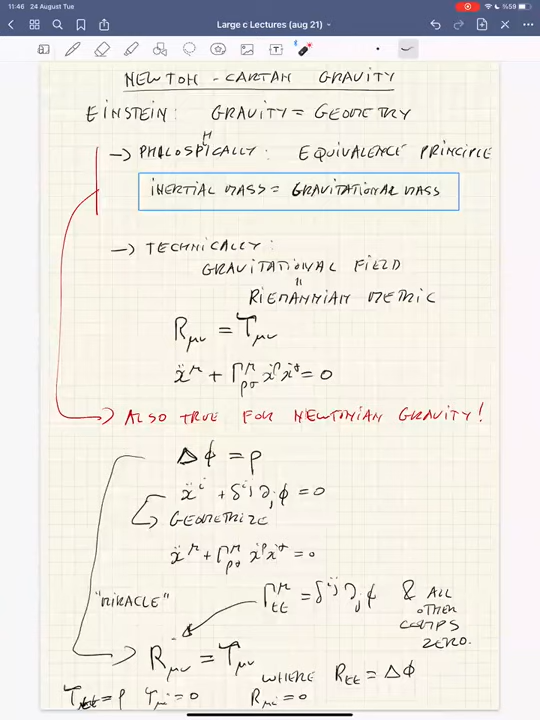 11:46 24 August Tue
%59
Large c Lectures (aug 21)
NEWTON - CARTAN GRAVITY
EINSTEIN: GRAVITY = GEOMETRY
H
→ PHILOSPICALLY: EQUIVALENCE PRINCIPLE
INERTIAL MASS = GRAVITATIONAL MASS
→ TECHNICALLY:
GRAVITATIONAL FIELD
=
RIEMANNIAN METRIC
R_μν = T_μν
ẍ^μ + Γ^μ_ρσ ẋ^ρ ẋ^σ = 0
→ ALSO TRUE FOR NEWTONIAN GRAVITY!
Δϕ = ρ
ẍ^i + δ^ij ∂_j ϕ = 0
GEOMETRIZE
ẍ^μ + Γ^μ_ρσ ẋ^ρ ẋ^σ = 0
"MIRACLE"
Γ^μ_tt = δ^ij ∂_j ϕ & ALL
OTHER
COMPS
ZERO.
R_μν = T_μν
WHERE R_tt = Δϕ
T_tt = ρ T_μi = 0 R_μi = 0